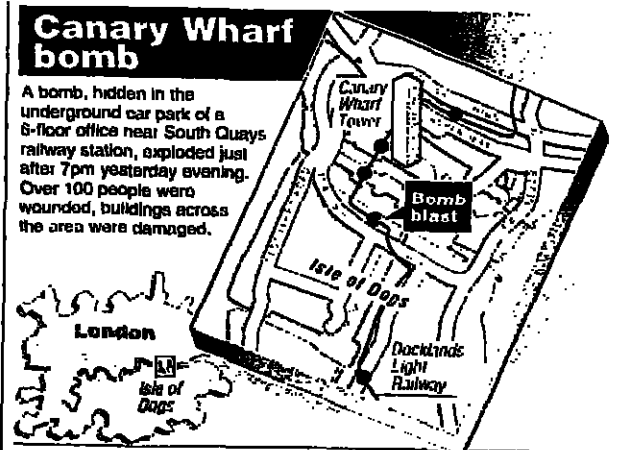 Canary Wharf
bomb
A bomb, hidden in the
underground car park of a
6-floor office near South Quays
railway station, exploded just
after 7pm yesterday evening.
Over 100 people were
wounded, buildings across
the area were damaged.
Canary
Wharf
Tower
Bomb
blast
Isle of Dogs
London
Isle of
Dogs
Docklands
Light
Railway